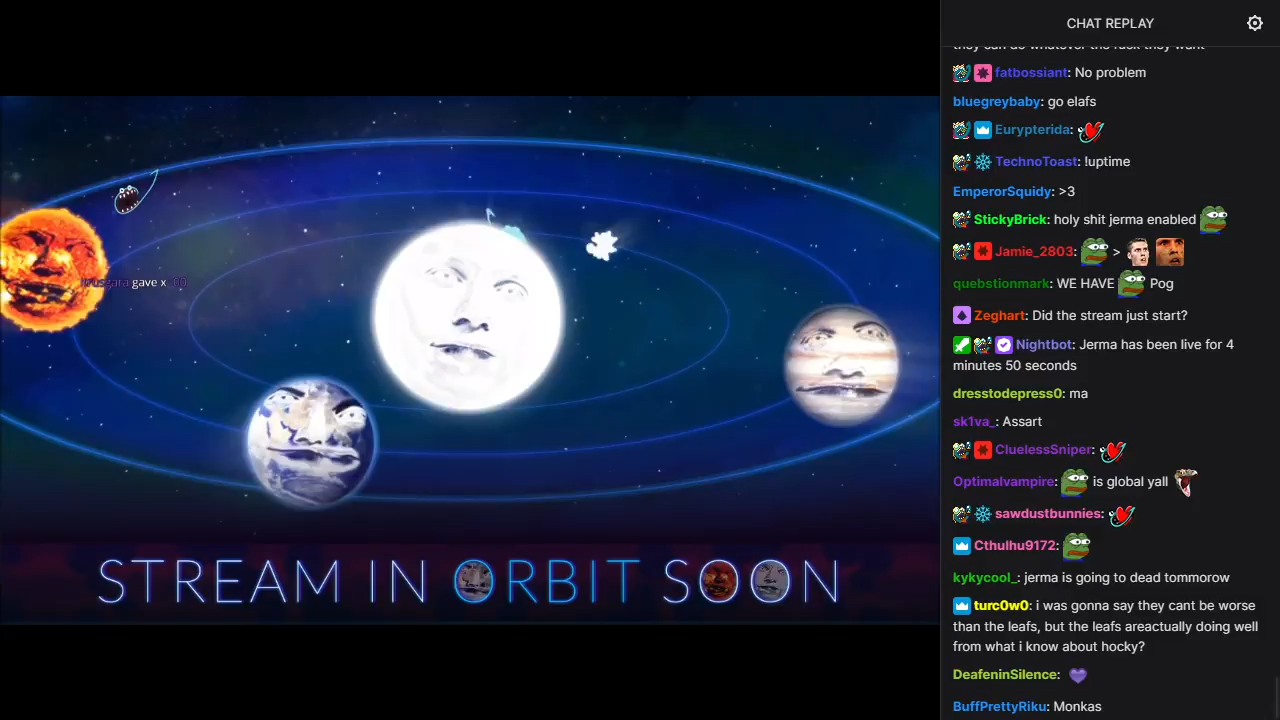 CHAT REPLAY
they can do whatever the fuck they want
fatbossiant: No problem
bluegreybaby: go elafs
Eurypterida:
TechnoToast: !uptime
EmperorSquidy: >3
StickyBrick: holy shit jerma enabled
Jamie_2803: >
quebstionmark: WE HAVE Pog
Zeghart: Did the stream just start?
Nightbot: Jerma has been live for 4
minutes 50 seconds
dresstodepress0: ma
sk1va_: Assart
CluelessSniper:
Optimalvampire: is global yall
sawdustbunnies:
Cthulhu9172:
kykycool_: jerma is going to dead tommorow
turc0w0: i was gonna say they cant be worse
than the leafs, but the leafs areactually doing well
from what i know about hocky?
DeafeninSilence:
BuffPrettyRiku: Monkas
gave x
STREAM IN ORBIT SOON